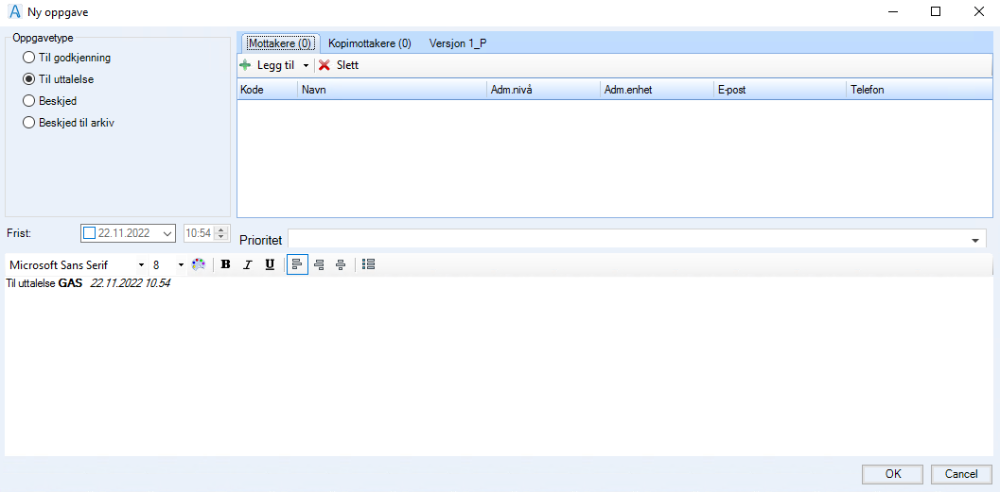 Ny oppgave
Oppgavetype
Til godkjenning
Til uttalelse
Beskjed
Beskjed til arkiv
Mottakere (0) Kopimottakere (0) Versjon 1_P
Legg til Slett
Kode Navn Adm.nivå Adm.enhet E-post Telefon
Frist: 22.11.2022 10:54 Prioritet
Microsoft Sans Serif 8 B I U
Til uttalelse GAS 22.11.2022 10.54
OK Cancel